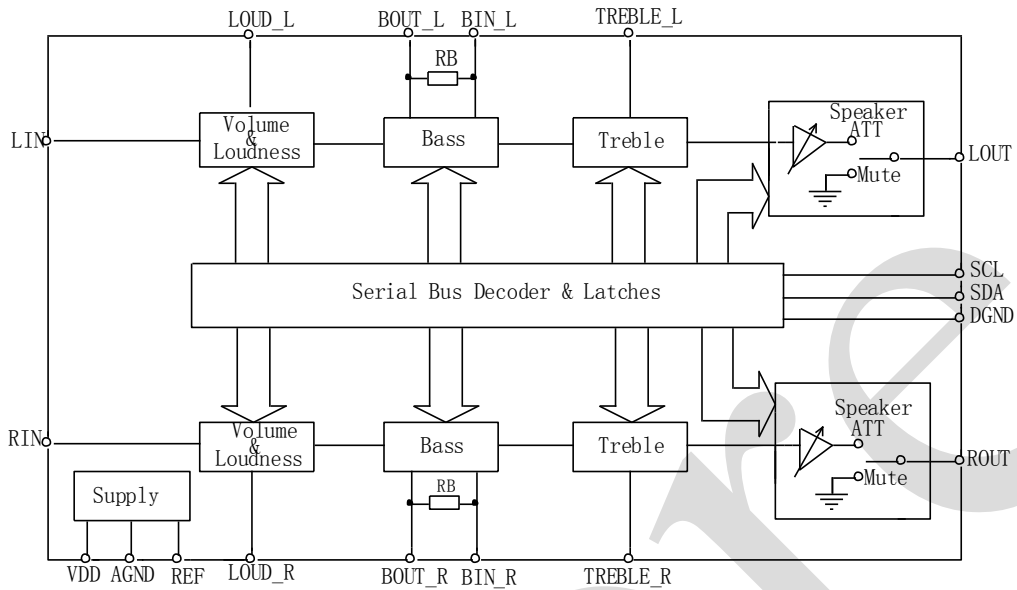 LOUD_L
BOUT_L
BIN_L
TREBLE_L
RB
LIN
Volume
&
Loudness
Bass
Treble
Speaker
ATT
Mute
LOUT
Serial Bus Decoder & Latches
SCL
SDA
DGND
RIN
Volume
&
Loudness
Bass
Treble
Speaker
ATT
Mute
ROUT
RB
Supply
VDD
AGND
REF
LOUD_R
BOUT_R
BIN_R
TREBLE_R
re